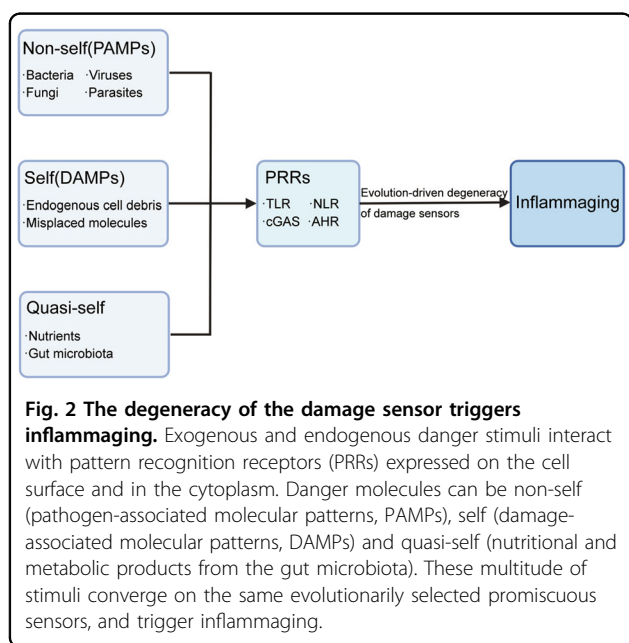 Non-self(PAMPs)
·Bacteria ·Viruses
·Fungi ·Parasites
Self(DAMPs)
·Endogenous cell debris
·Misplaced molecules
Quasi-self
·Nutrients
·Gut microbiota
PRRs
·TLR ·NLR
·cGAS ·AHR
Evolution-driven degeneracy
of damage sensors
Inflammaging
Fig. 2 The degeneracy of the damage sensor triggers
inflammaging. Exogenous and endogenous danger stimuli interact
with pattern recognition receptors (PRRs) expressed on the cell
surface and in the cytoplasm. Danger molecules can be non-self
(pathogen-associated molecular patterns, PAMPs), self (damage-
associated molecular patterns, DAMPs) and quasi-self (nutritional and
metabolic products from the gut microbiota). These multitude of
stimuli converge on the same evolutionarily selected promiscuous
sensors, and trigger inflammaging.